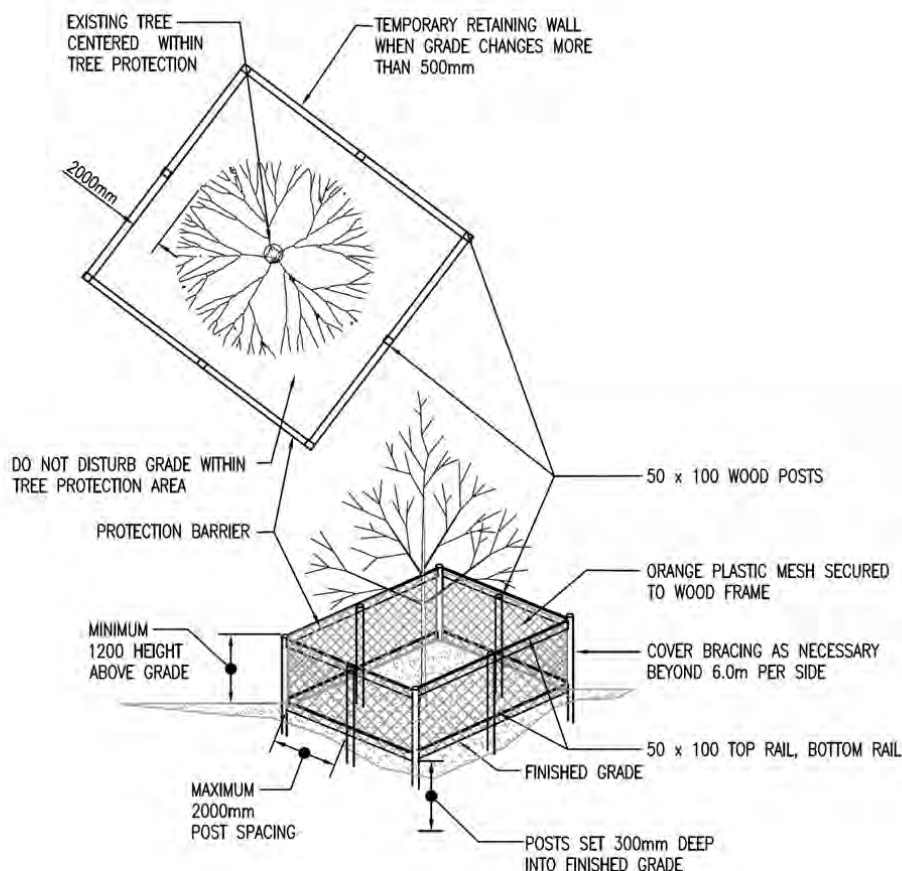 EXISTING TREE
CENTERED WITHIN
TREE PROTECTION
TEMPORARY RETAINING WALL
WHEN GRADE CHANGES MORE
THAN 500mm
2000mm
DO NOT DISTURB GRADE WITHIN
TREE PROTECTION AREA
50 x 100 WOOD POSTS
PROTECTION BARRIER
ORANGE PLASTIC MESH SECURED
TO WOOD FRAME
MINIMUM
1200 HEIGHT
ABOVE GRADE
COVER BRACING AS NECESSARY
BEYOND 6.0m PER SIDE
50 x 100 TOP RAIL, BOTTOM RAIL
FINISHED GRADE
MAXIMUM
2000mm
POST SPACING
POSTS SET 300mm DEEP
INTO FINISHED GRADE